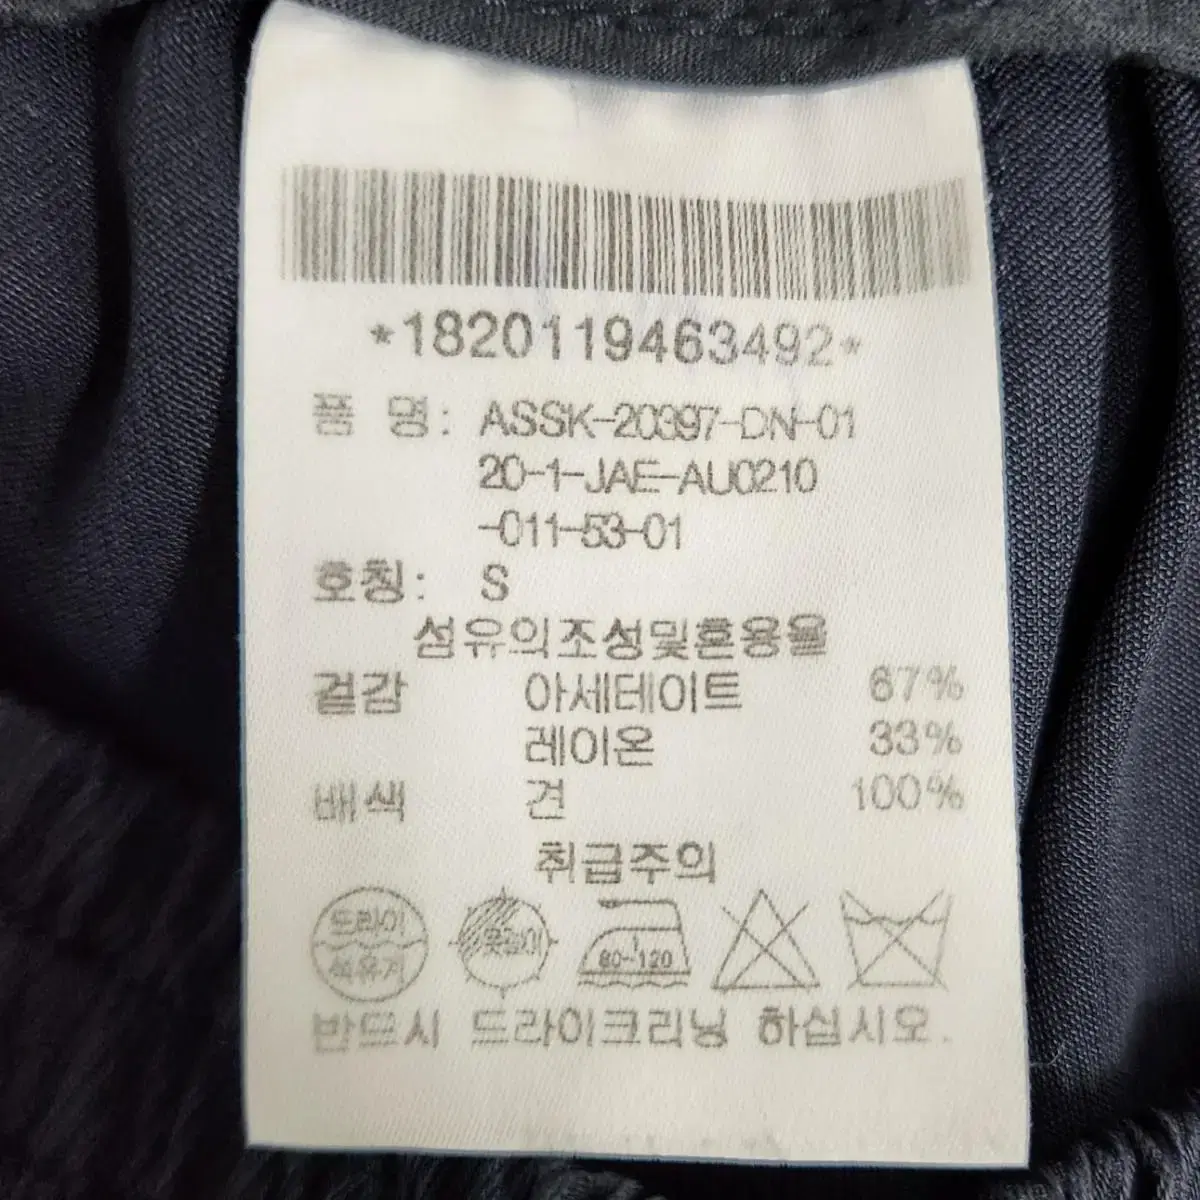 *1820119463492*
품 명: ASSK-20397-DN-01
20-1-JAE-AU0210
-011-53-01
호칭: S
섬유의조성및혼용율
겉감 아세테이트 67%
레이온 33%
배색 견 100%
취급주의
드라이 옷걸이 80~120
석유계
반드시 드라이크리닝 하십시오.